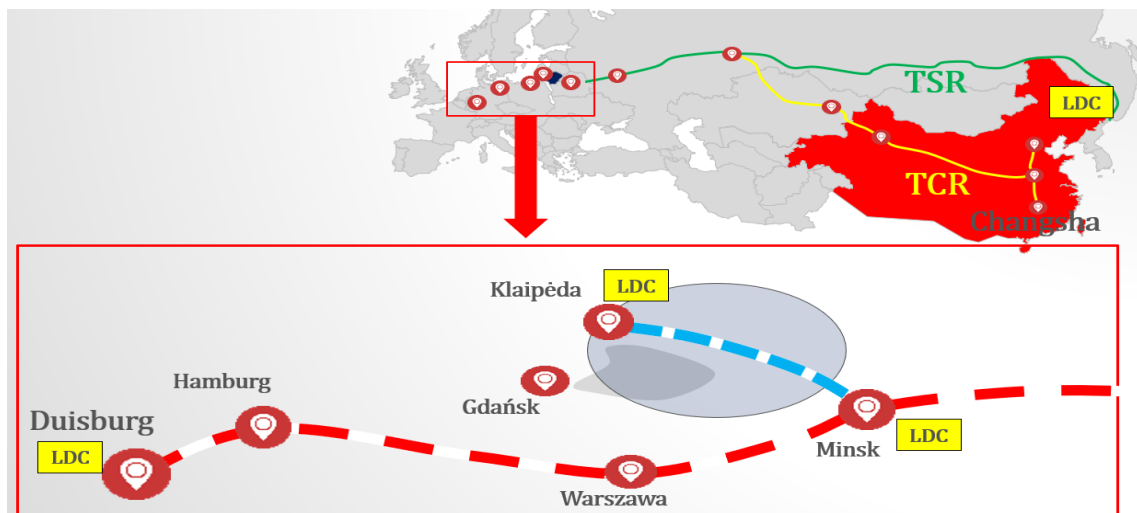 TSR
LDC
TCR
Changsha
Klaipėda
LDC
Hamburg
Gdańsk
Duisburg
LDC
Minsk
LDC
Warszawa